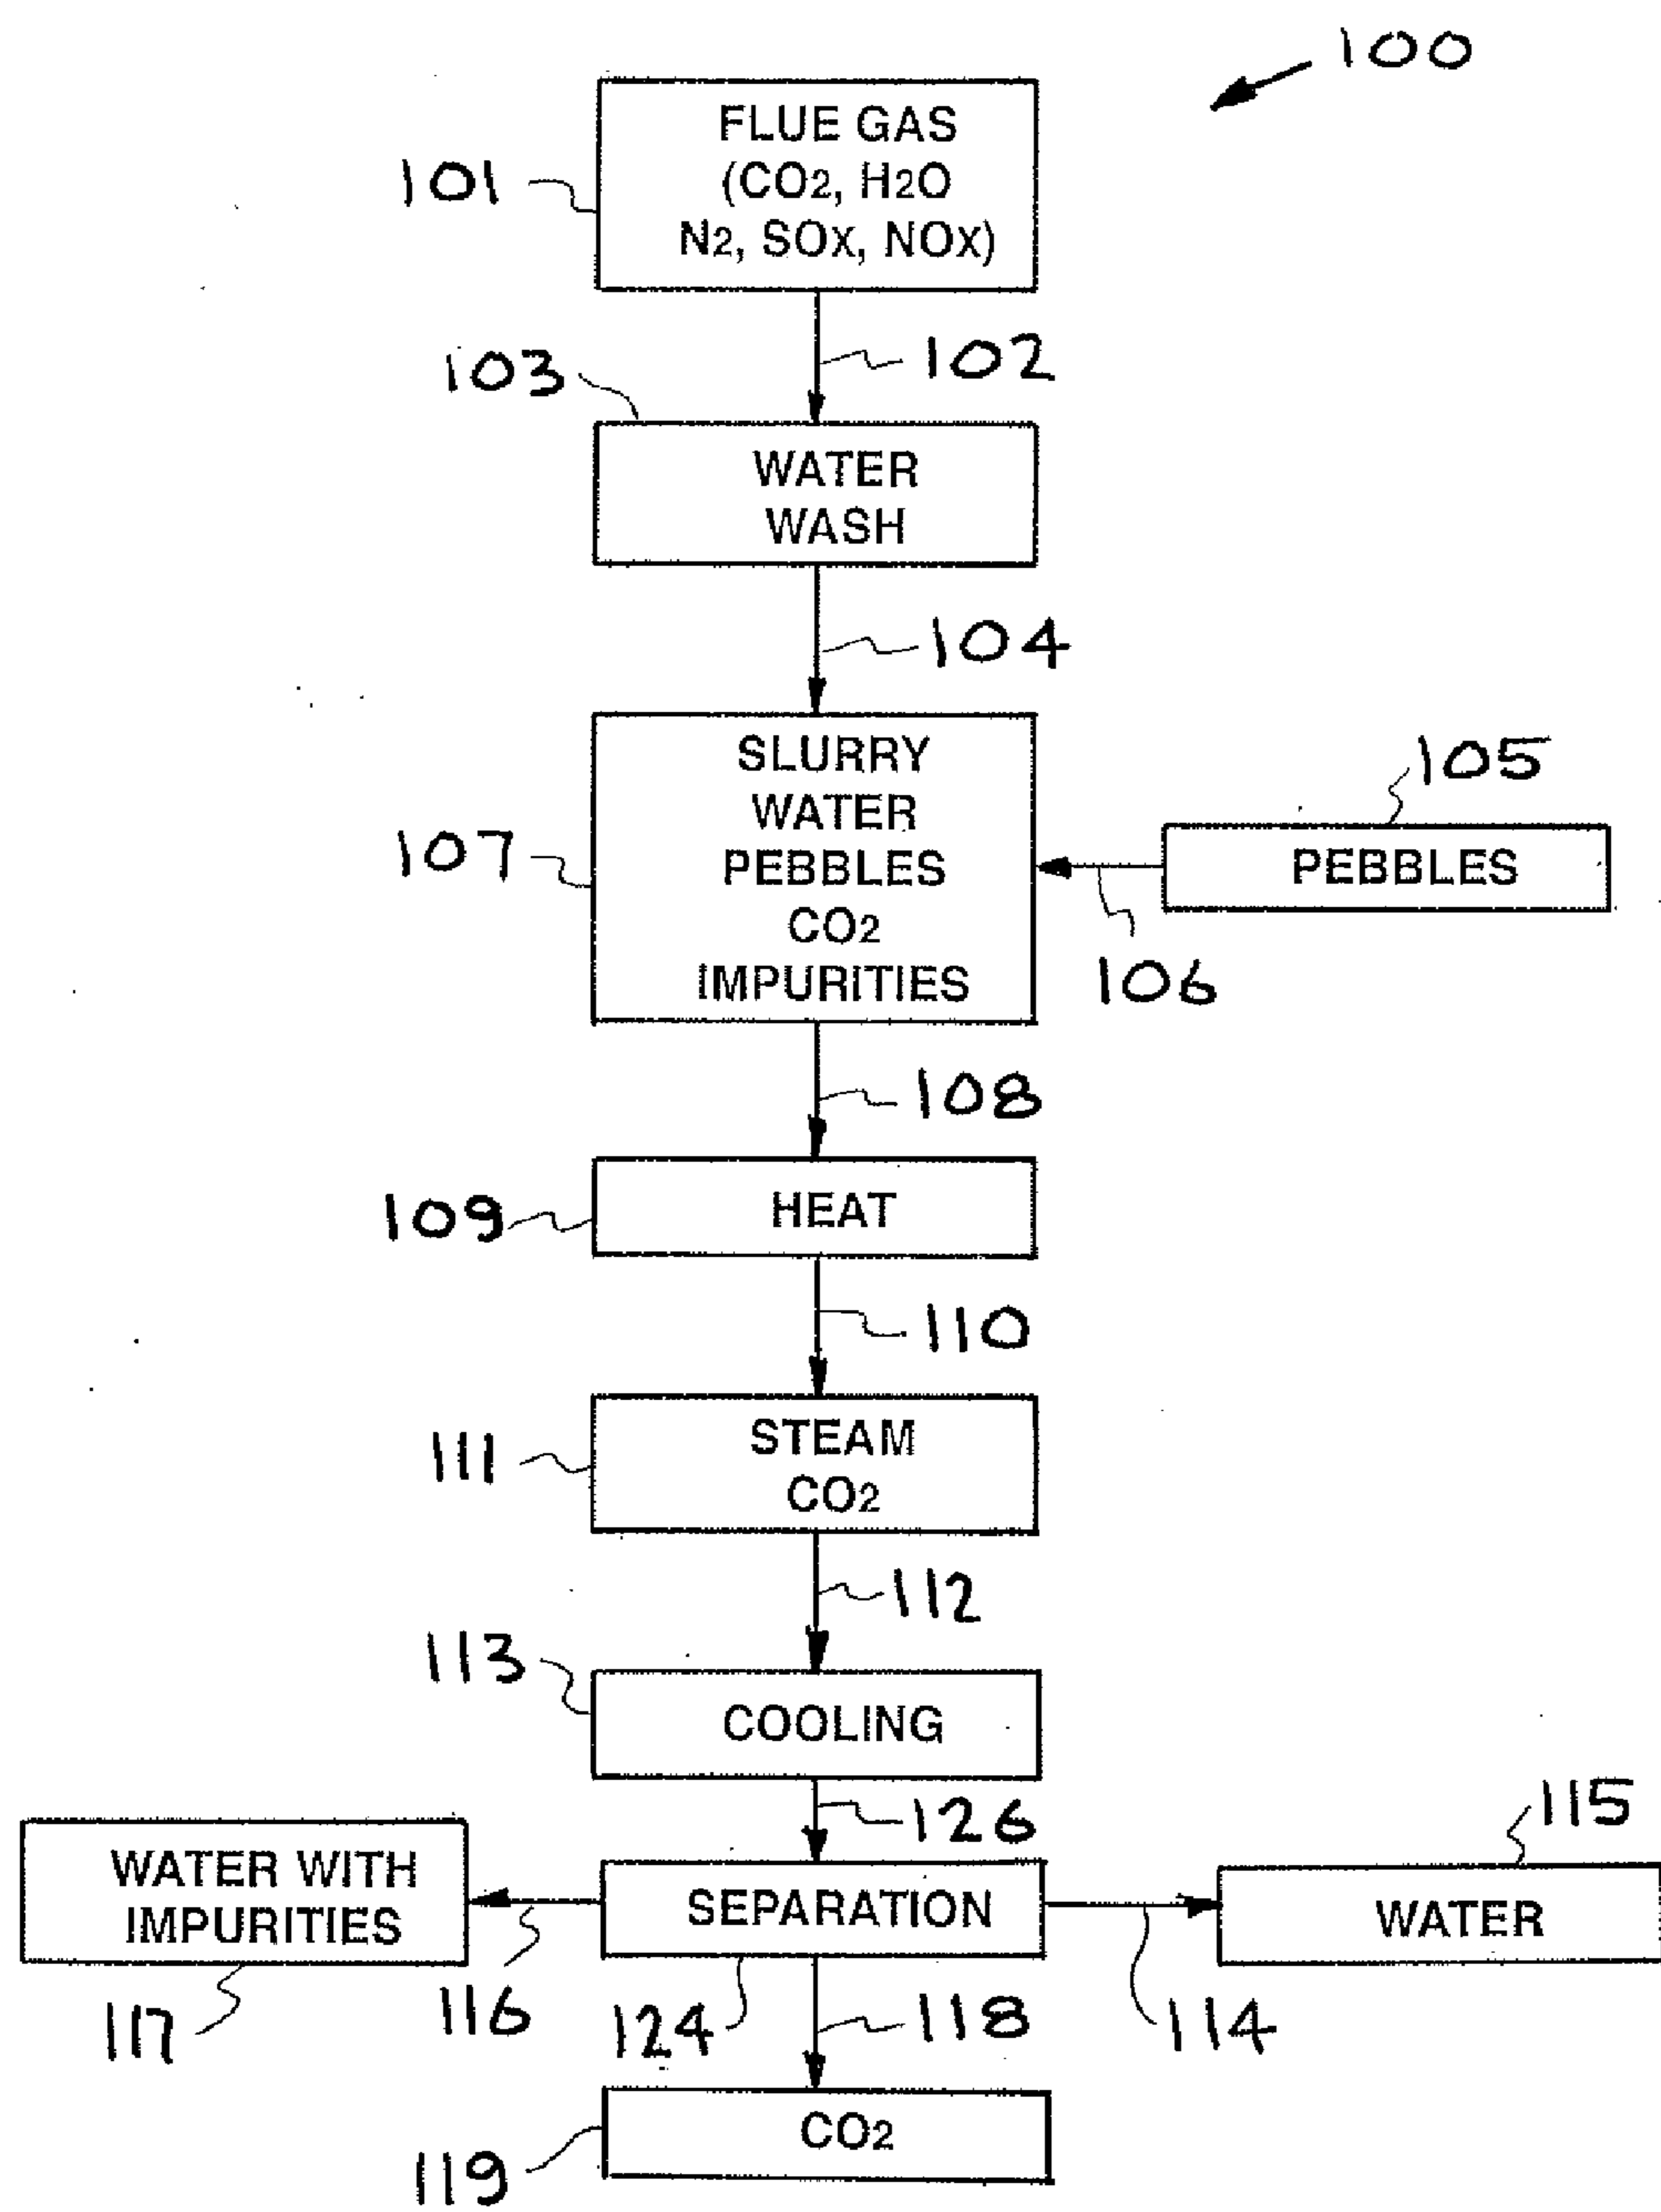 100
FLUE GAS
(CO2, H2O
N2, SOX, NOX)
101
102
103
WATER
WASH
104
SLURRY
WATER
PEBBLES
CO2
IMPURITIES
107
105
PEBBLES
106
108
109
HEAT
110
111
STEAM
CO2
112
113
COOLING
126
115
WATER WITH
IMPURITIES
SEPARATION
WATER
117
116
124
118
114
CO2
119